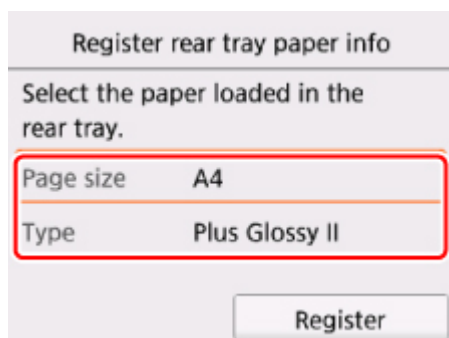 Register rear tray paper info
Select the paper loaded in the
rear tray.
Page size A4
Type Plus Glossy II
Register